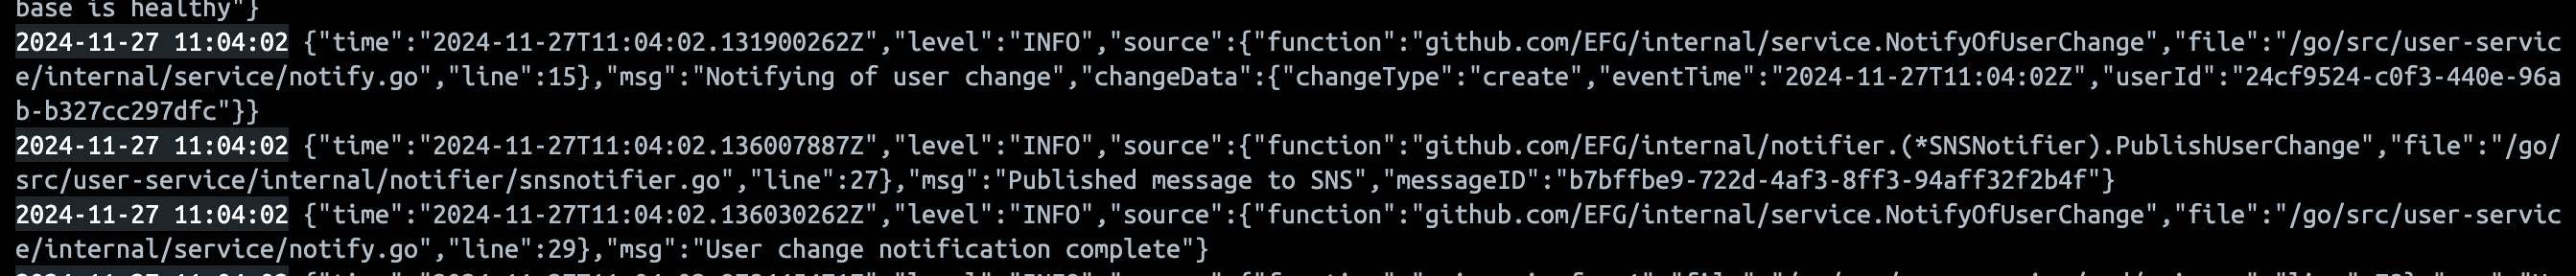 base is healthy"}
2024-11-27 11:04:02 {"time":"2024-11-27T11:04:02.131900262Z","level":"INFO","source":{"function":"github.com/EFG/internal/service.NotifyOfUserChange","file":"/go/src/user-servic
e/internal/service/notify.go","line":15},"msg":"Notifying of user change","changeData":{"changeType":"create","eventTime":"2024-11-27T11:04:02Z","userId":"24cf9524-c0f3-440e-96a
b-b327cc297dfc"}}
2024-11-27 11:04:02 {"time":"2024-11-27T11:04:02.136007887Z","level":"INFO","source":{"function":"github.com/EFG/internal/notifier.(*SNSNotifier).PublishUserChange","file":"/go/
src/user-service/internal/notifier/snsnotifier.go","line":27},"msg":"Published message to SNS","messageID":"b7bffbe9-722d-4af3-8ff3-94aff32f2b4f"}
2024-11-27 11:04:02 {"time":"2024-11-27T11:04:02.136030262Z","level":"INFO","source":{"function":"github.com/EFG/internal/service.NotifyOfUserChange","file":"/go/src/user-servic
e/internal/service/notify.go","line":29},"msg":"User change notification complete"}